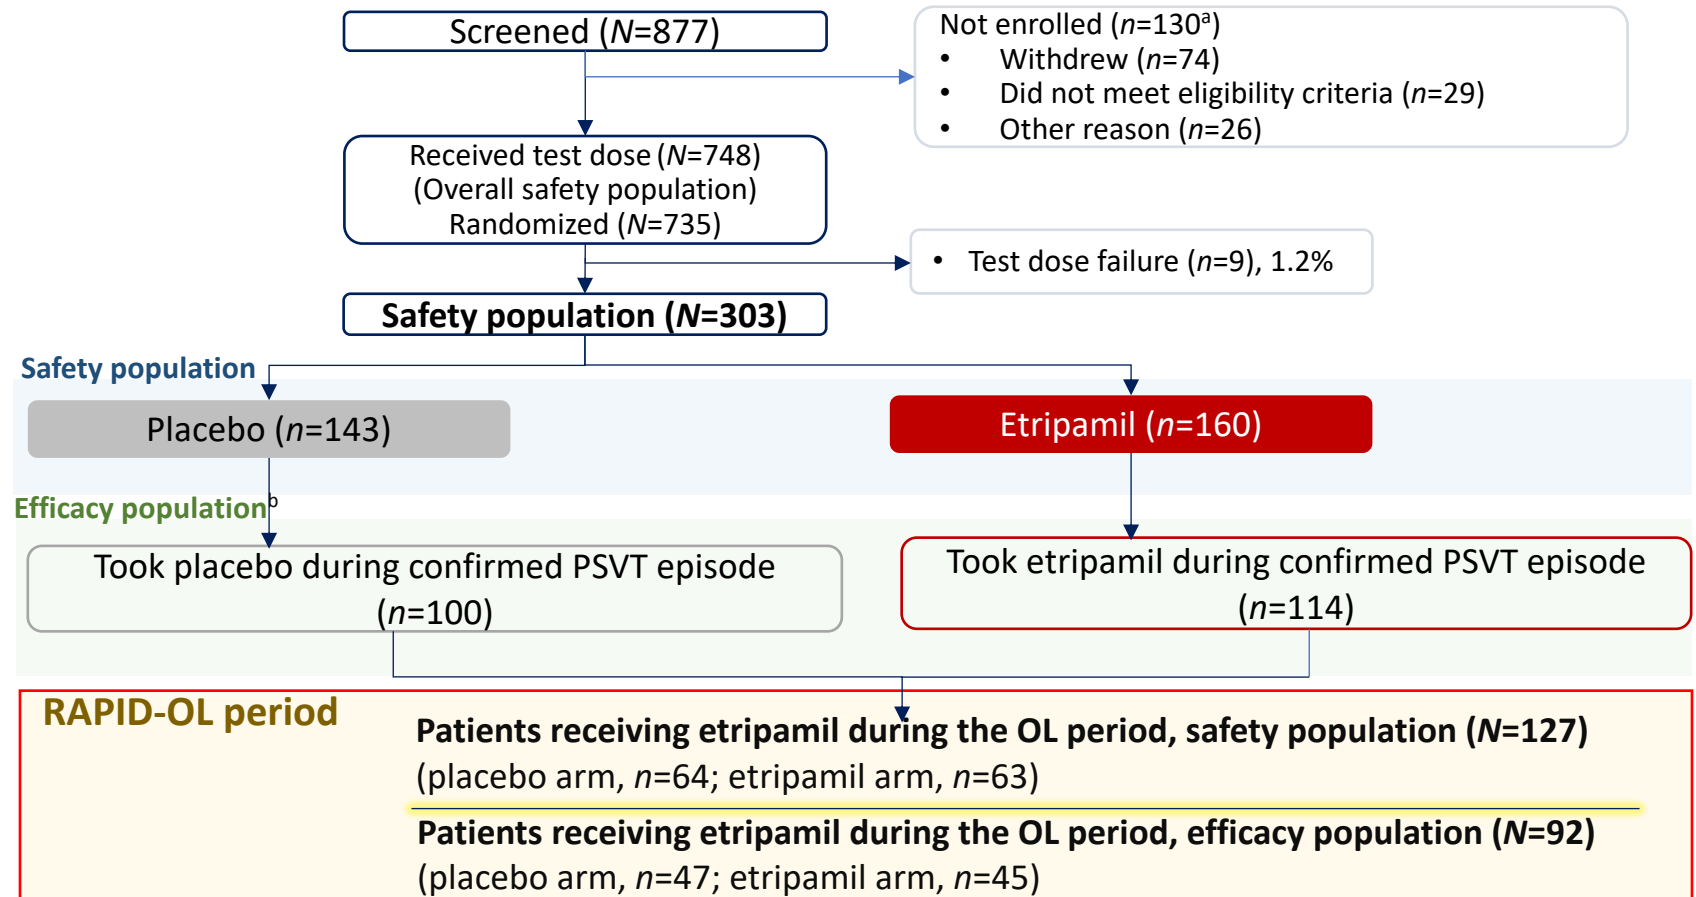 Screened (N=877)
Not enrolled (n=130ᵃ)
• Withdrew (n=74)
• Did not meet eligibility criteria (n=29)
• Other reason (n=26)
Received test dose (N=748)
(Overall safety population)
Randomized (N=735)
• Test dose failure (n=9), 1.2%
Safety population (N=303)
Safety population
Placebo (n=143)
Etripamil (n=160)
Efficacy populationᵇ
Took placebo during confirmed PSVT episode
(n=100)
Took etripamil during confirmed PSVT episode
(n=114)
RAPID-OL period
Patients receiving etripamil during the OL period, safety population (N=127)
(placebo arm, n=64; etripamil arm, n=63)
Patients receiving etripamil during the OL period, efficacy population (N=92)
(placebo arm, n=47; etripamil arm, n=45)